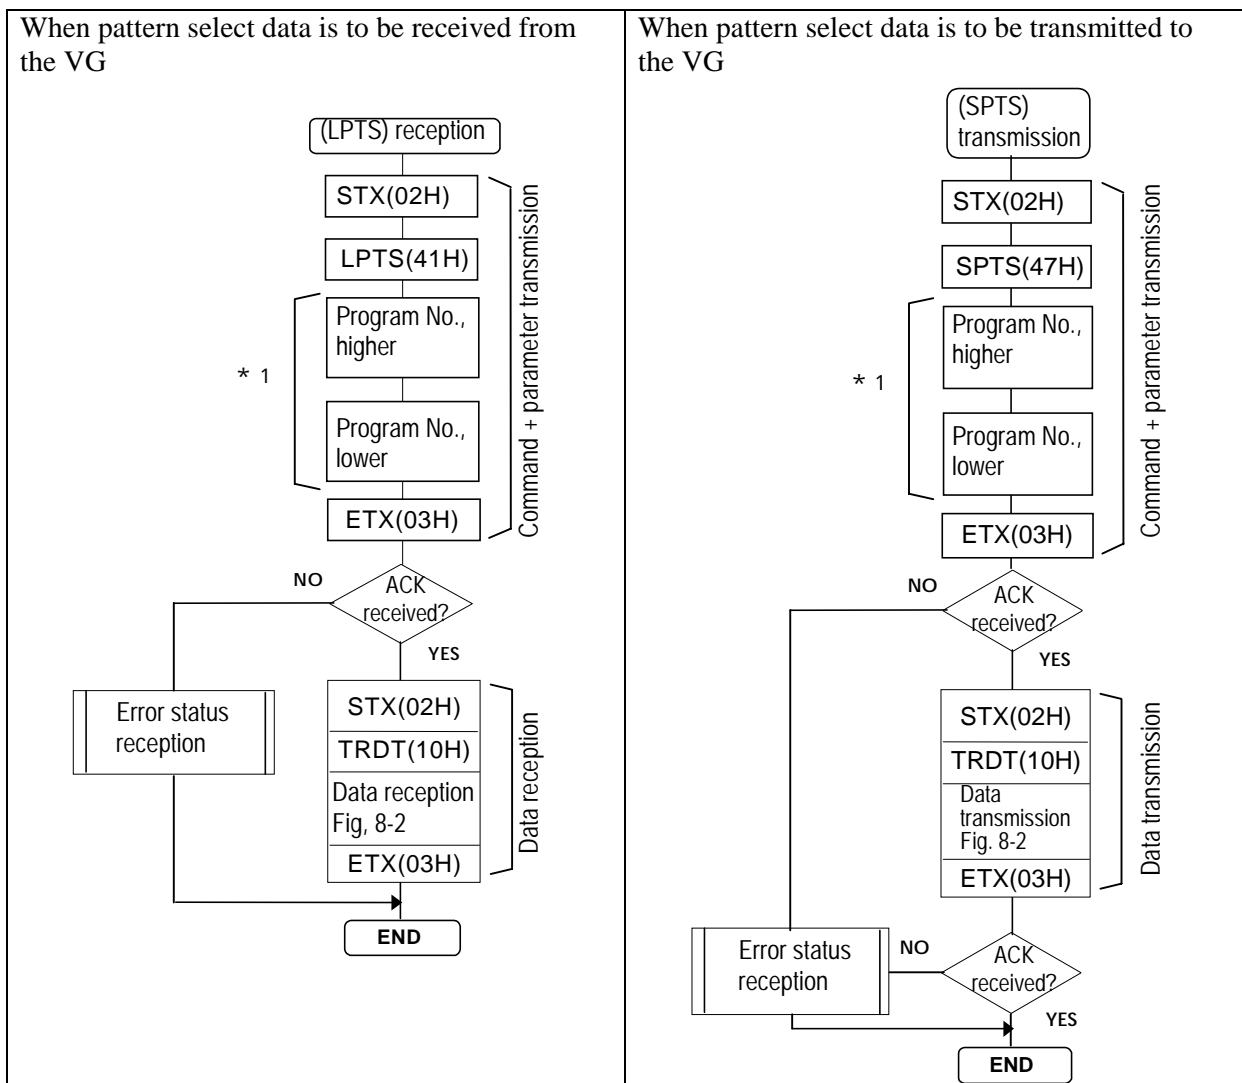 When pattern select data is to be received from
the VG
(LPTS) reception
STX(02H)
LPTS(41H)
Program No.,
higher
* 1
Program No.,
lower
ETX(03H)
Command + parameter transmission
NO
ACK
received?
YES
Error status
reception
STX(02H)
TRDT(10H)
Data reception
Fig, 8-2
ETX(03H)
Data reception
END
When pattern select data is to be transmitted to
the VG
(SPTS)
transmission
STX(02H)
SPTS(47H)
Program No.,
higher
* 1
Program No.,
lower
ETX(03H)
Command + parameter transmission
NO
ACK
received?
YES
STX(02H)
TRDT(10H)
Data
transmission
Fig. 8-2
ETX(03H)
Data transmission
Error status
reception
NO
ACK
received?
YES
END